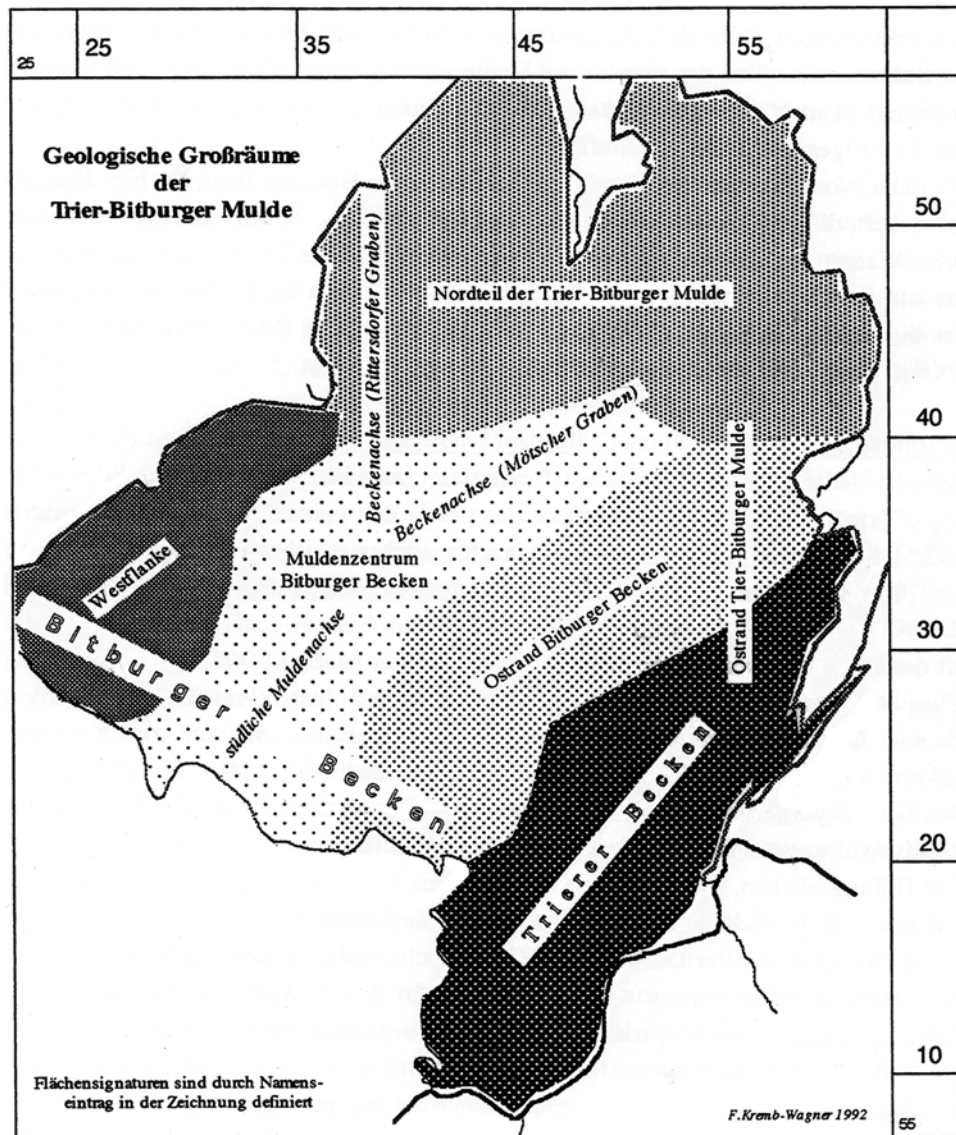 25
35
45
55
25
Geologische Großräume
der
Trier-Bitburger Mulde
50
Nordteil der Trier-Bitburger Mulde
Beckenachse (Rittersdorfer Graben)
40
Beckenachse (Mötscher Graben)
Ostrand Trier-Bitburger Mulde
Westflanke
Muldenzentrum
Bitburger Becken
Ostrand Bitburger Becken
30
Bitburger Becken
südliche Muldenachse
Trierer Becken
20
10
Flächensignaturen sind durch Namens-
eintrag in der Zeichnung definiert
F.Kremb-Wagner 1992
55